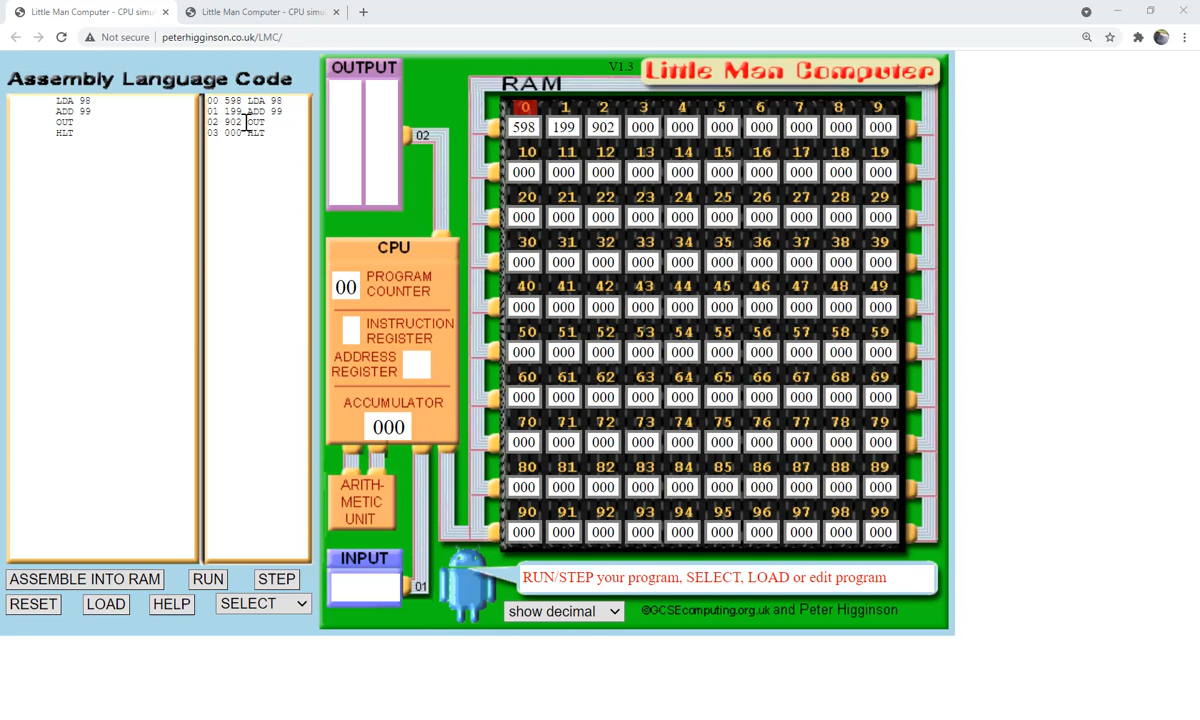 Little Man Computer - CPU simu
Little Man Computer - CPU simu
Not secure
peterhigginson.co.uk/LMC/
Assembly Language Code
LDA 98
ADD 99
OUT
HLT
00 598 LDA 98
01 199 ADD 99
02 902 OUT
03 000 HLT
ASSEMBLE INTO RAM
RUN
STEP
RESET
LOAD
HELP
SELECT
OUTPUT
02
CPU
00
PROGRAM
COUNTER
INSTRUCTION
REGISTER
ADDRESS
REGISTER
ACCUMULATOR
000
ARITH-
METIC
UNIT
INPUT
01
V1.3
Little Man Computer
RAM
0 1 2 3 4 5 6 7 8 9
598 199 902 000 000 000 000 000 000 000
10 11 12 13 14 15 16 17 18 19
000 000 000 000 000 000 000 000 000 000
20 21 22 23 24 25 26 27 28 29
000 000 000 000 000 000 000 000 000 000
30 31 32 33 34 35 36 37 38 39
000 000 000 000 000 000 000 000 000 000
40 41 42 43 44 45 46 47 48 49
000 000 000 000 000 000 000 000 000 000
50 51 52 53 54 55 56 57 58 59
000 000 000 000 000 000 000 000 000 000
60 61 62 63 64 65 66 67 68 69
000 000 000 000 000 000 000 000 000 000
70 71 72 73 74 75 76 77 78 79
000 000 000 000 000 000 000 000 000 000
80 81 82 83 84 85 86 87 88 89
000 000 000 000 000 000 000 000 000 000
90 91 92 93 94 95 96 97 98 99
000 000 000 000 000 000 000 000 000 000
RUN/STEP your program, SELECT, LOAD or edit program
show decimal
©GCSEcomputing.org.uk and Peter Higginson